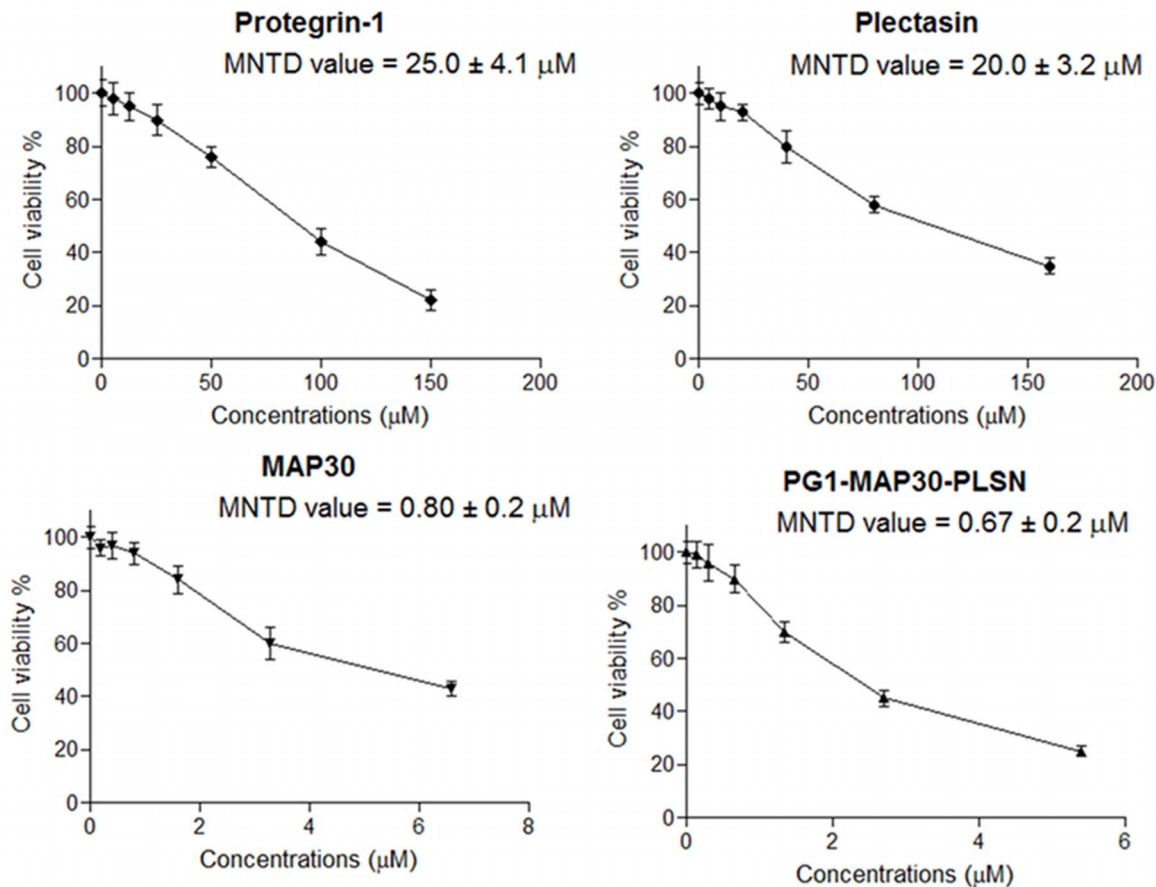 Protegrin-1
MNTD value = 25.0 ± 4.1 μM
Cell viability %
100
80
60
40
20
0
0 50 100 150 200
Concentrations (μM)
Plectasin
MNTD value = 20.0 ± 3.2 μM
Cell viability %
100
80
60
40
20
0
0 50 100 150 200
Concentrations (μM)
MAP30
MNTD value = 0.80 ± 0.2 μM
Cell viability %
100
80
60
40
20
0
0 2 4 6 8
Concentrations (μM)
PG1-MAP30-PLSN
MNTD value = 0.67 ± 0.2 μM
Cell viability %
100
80
60
40
20
0
0 2 4 6
Concentrations (μM)